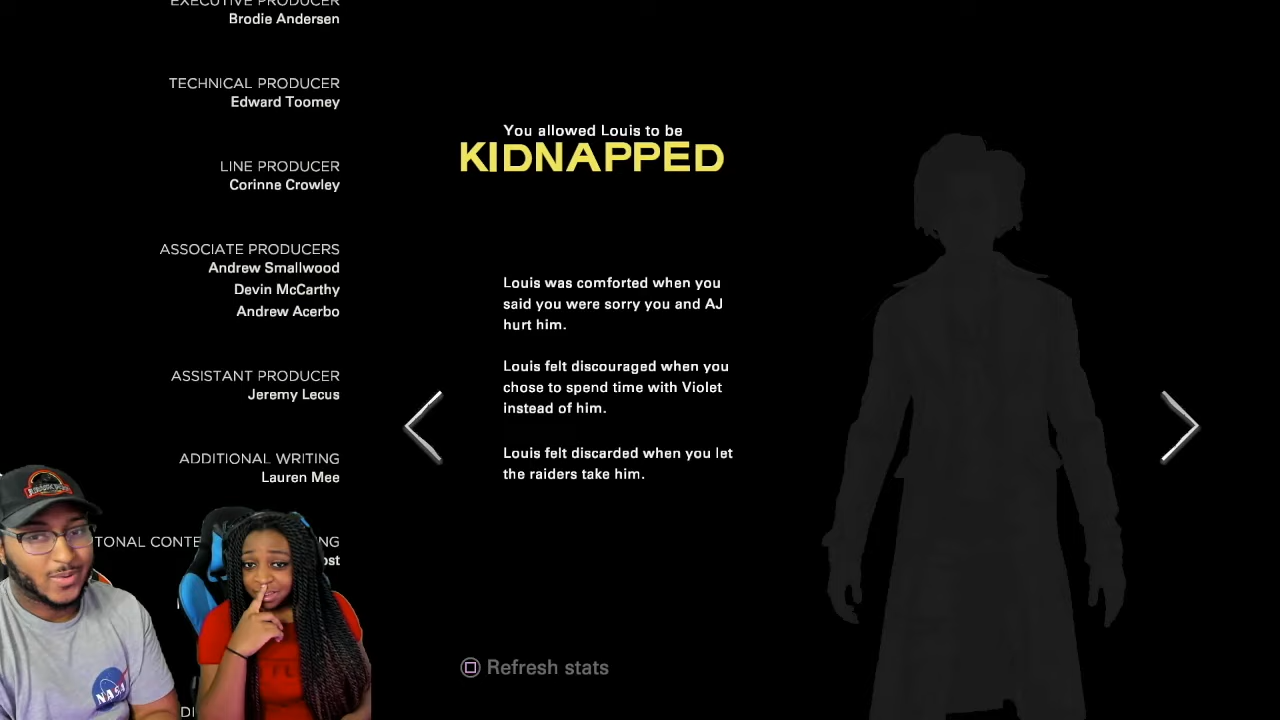 EXECUTIVE PRODUCER
Brodie Andersen
TECHNICAL PRODUCER
Edward Toomey
LINE PRODUCER
Corinne Crowley
ASSOCIATE PRODUCERS
Andrew Smallwood
Devin McCarthy
Andrew Acerbo
ASSISTANT PRODUCER
Jeremy Lecus
ADDITIONAL WRITING
Lauren Mee
You allowed Louis to be
KIDNAPPED
Louis was comforted when you
said you were sorry you and AJ
hurt him.
Louis felt discouraged when you
chose to spend time with Violet
instead of him.
Louis felt discarded when you let
the raiders take him.
Refresh stats
NASA